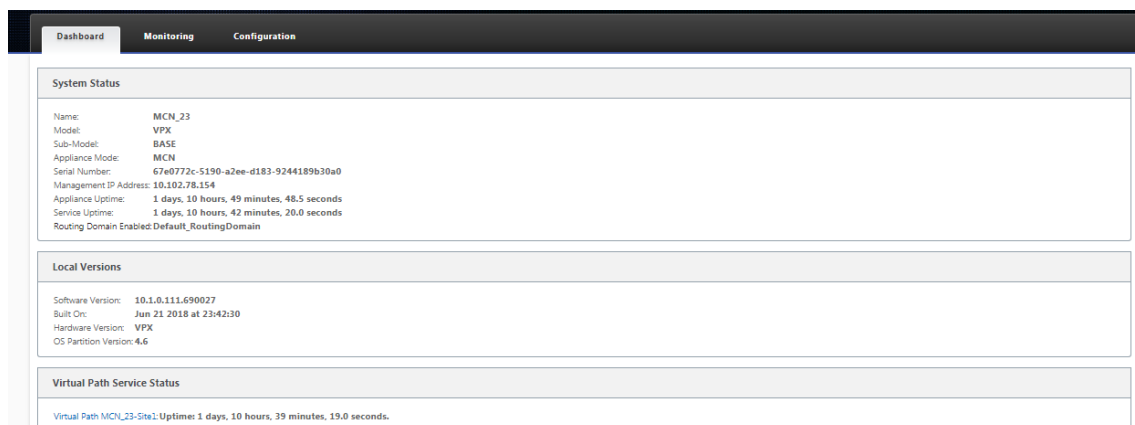 Dashboard Monitoring Configuration
System Status
Name: MCN_23
Model: VPX
Sub-Model: BASE
Appliance Mode: MCN
Serial Number: 67e0772c-5190-a2ee-d183-9244189b30a0
Management IP Address: 10.102.78.154
Appliance Uptime: 1 days, 10 hours, 49 minutes, 48.5 seconds
Service Uptime: 1 days, 10 hours, 42 minutes, 20.0 seconds
Routing Domain Enabled: Default_RoutingDomain
Local Versions
Software Version: 10.1.0.111.690027
Built On: Jun 21 2018 at 23:42:30
Hardware Version: VPX
OS Partition Version: 4.6
Virtual Path Service Status
Virtual Path MCN_23-Site1: Uptime: 1 days, 10 hours, 39 minutes, 19.0 seconds.